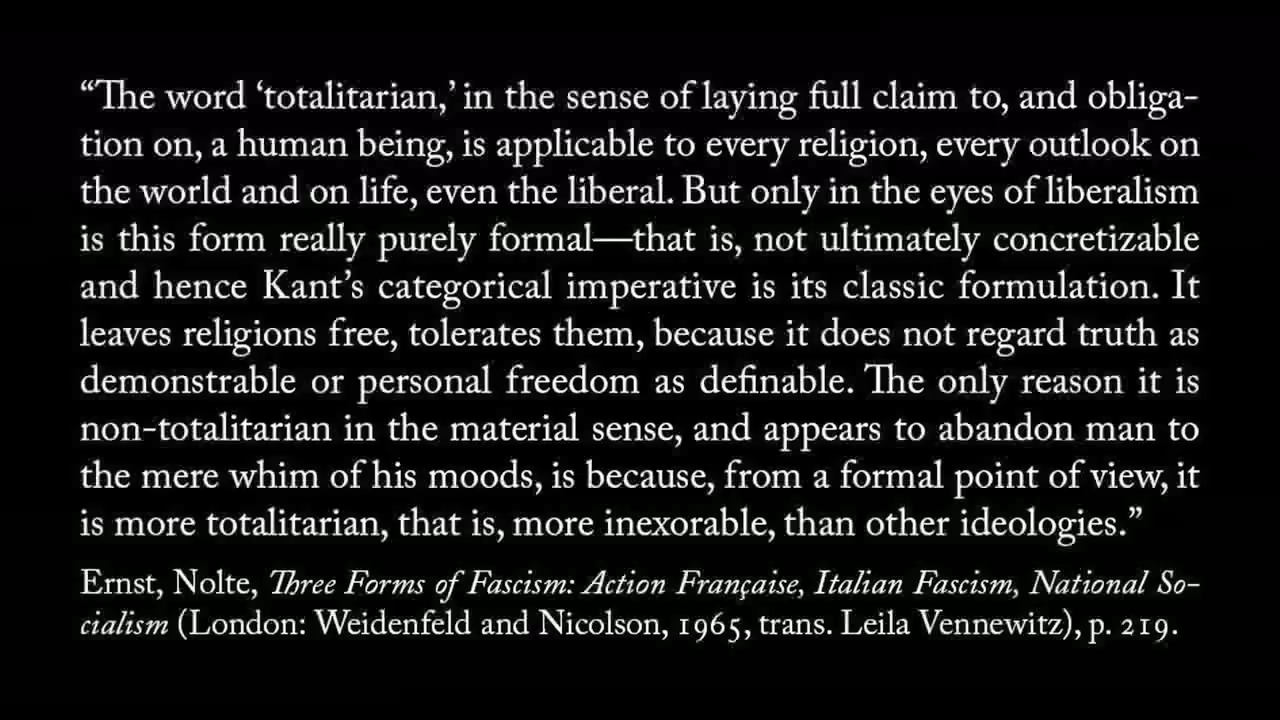 “The word ‘totalitarian,’ in the sense of laying full claim to, and obliga-
tion on, a human being, is applicable to every religion, every outlook on
the world and on life, even the liberal. But only in the eyes of liberalism
is this form really purely formal—that is, not ultimately concretizable
and hence Kant’s categorical imperative is its classic formulation. It
leaves religions free, tolerates them, because it does not regard truth as
demonstrable or personal freedom as definable. The only reason it is
non-totalitarian in the material sense, and appears to abandon man to
the mere whim of his moods, is because, from a formal point of view, it
is more totalitarian, that is, more inexorable, than other ideologies.”
Ernst, Nolte, Three Forms of Fascism: Action Française, Italian Fascism, National So-
cialism (London: Weidenfeld and Nicolson, 1965, trans. Leila Vennewitz), p. 219.